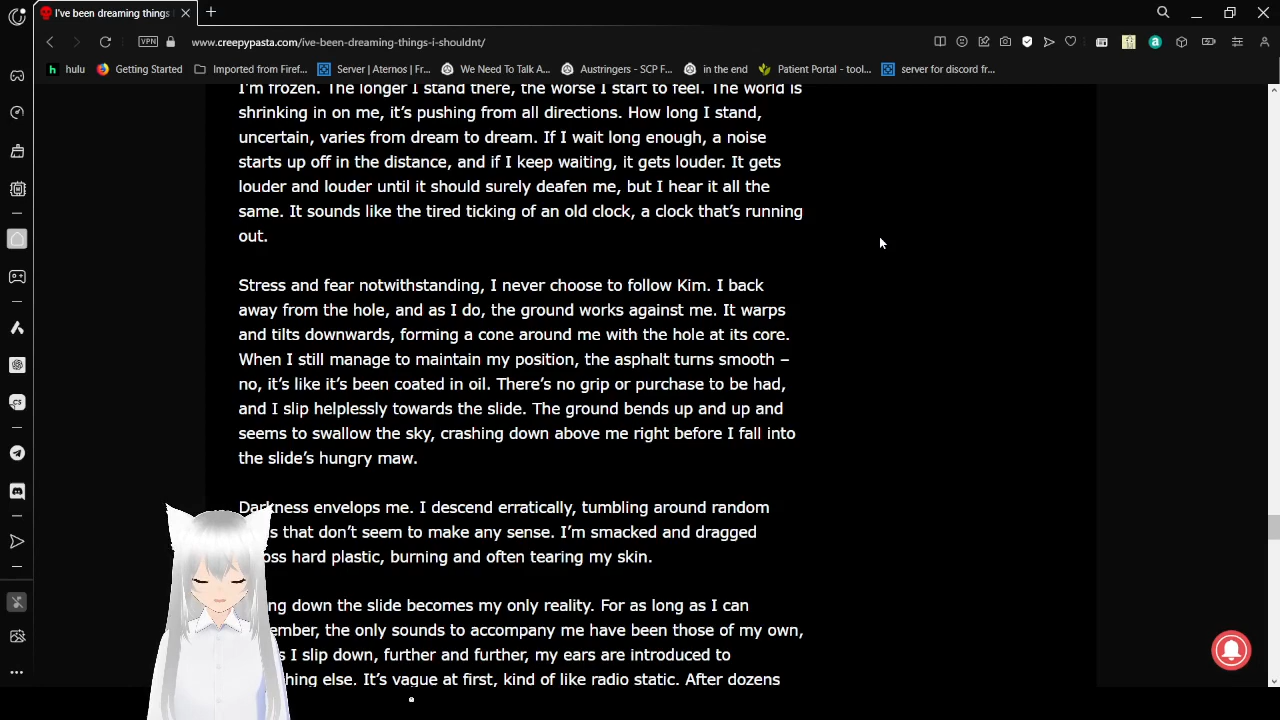 I've been dreaming things
www.creepypasta.com/ive-been-dreaming-things-i-shouldnt/
VPN
hulu
Getting Started
Imported from Firef...
Server | Aternos | Fr...
We Need To Talk A...
Austringers - SCP F...
in the end
Patient Portal - tool...
server for discord fr...
I'm frozen. The longer I stand there, the worse I start to feel. The world is
shrinking in on me, it's pushing from all directions. How long I stand,
uncertain, varies from dream to dream. If I wait long enough, a noise
starts up off in the distance, and if I keep waiting, it gets louder. It gets
louder and louder until it should surely deafen me, but I hear it all the
same. It sounds like the tired ticking of an old clock, a clock that's running
out.
Stress and fear notwithstanding, I never choose to follow Kim. I back
away from the hole, and as I do, the ground works against me. It warps
and tilts downwards, forming a cone around me with the hole at its core.
When I still manage to maintain my position, the asphalt turns smooth –
no, it's like it's been coated in oil. There's no grip or purchase to be had,
and I slip helplessly towards the slide. The ground bends up and up and
seems to swallow the sky, crashing down above me right before I fall into
the slide's hungry maw.
Darkness envelops me. I descend erratically, tumbling around random
that don't seem to make any sense. I'm smacked and dragged
hard plastic, burning and often tearing my skin.
down the slide becomes my only reality. For as long as I can
the only sounds to accompany me have been those of my own,
I slip down, further and further, my ears are introduced to
else. It's vague at first, kind of like radio static. After dozens